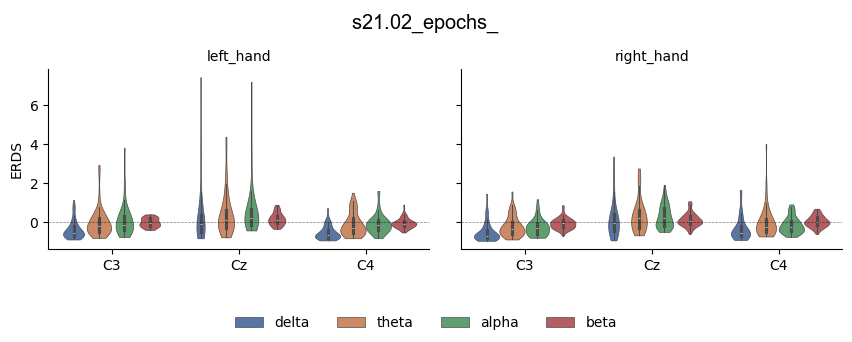 s21.02_epochs_
left_hand
right_hand
ERDS
6
4
2
0
C3
Cz
C4
C3
Cz
C4
delta
theta
alpha
beta